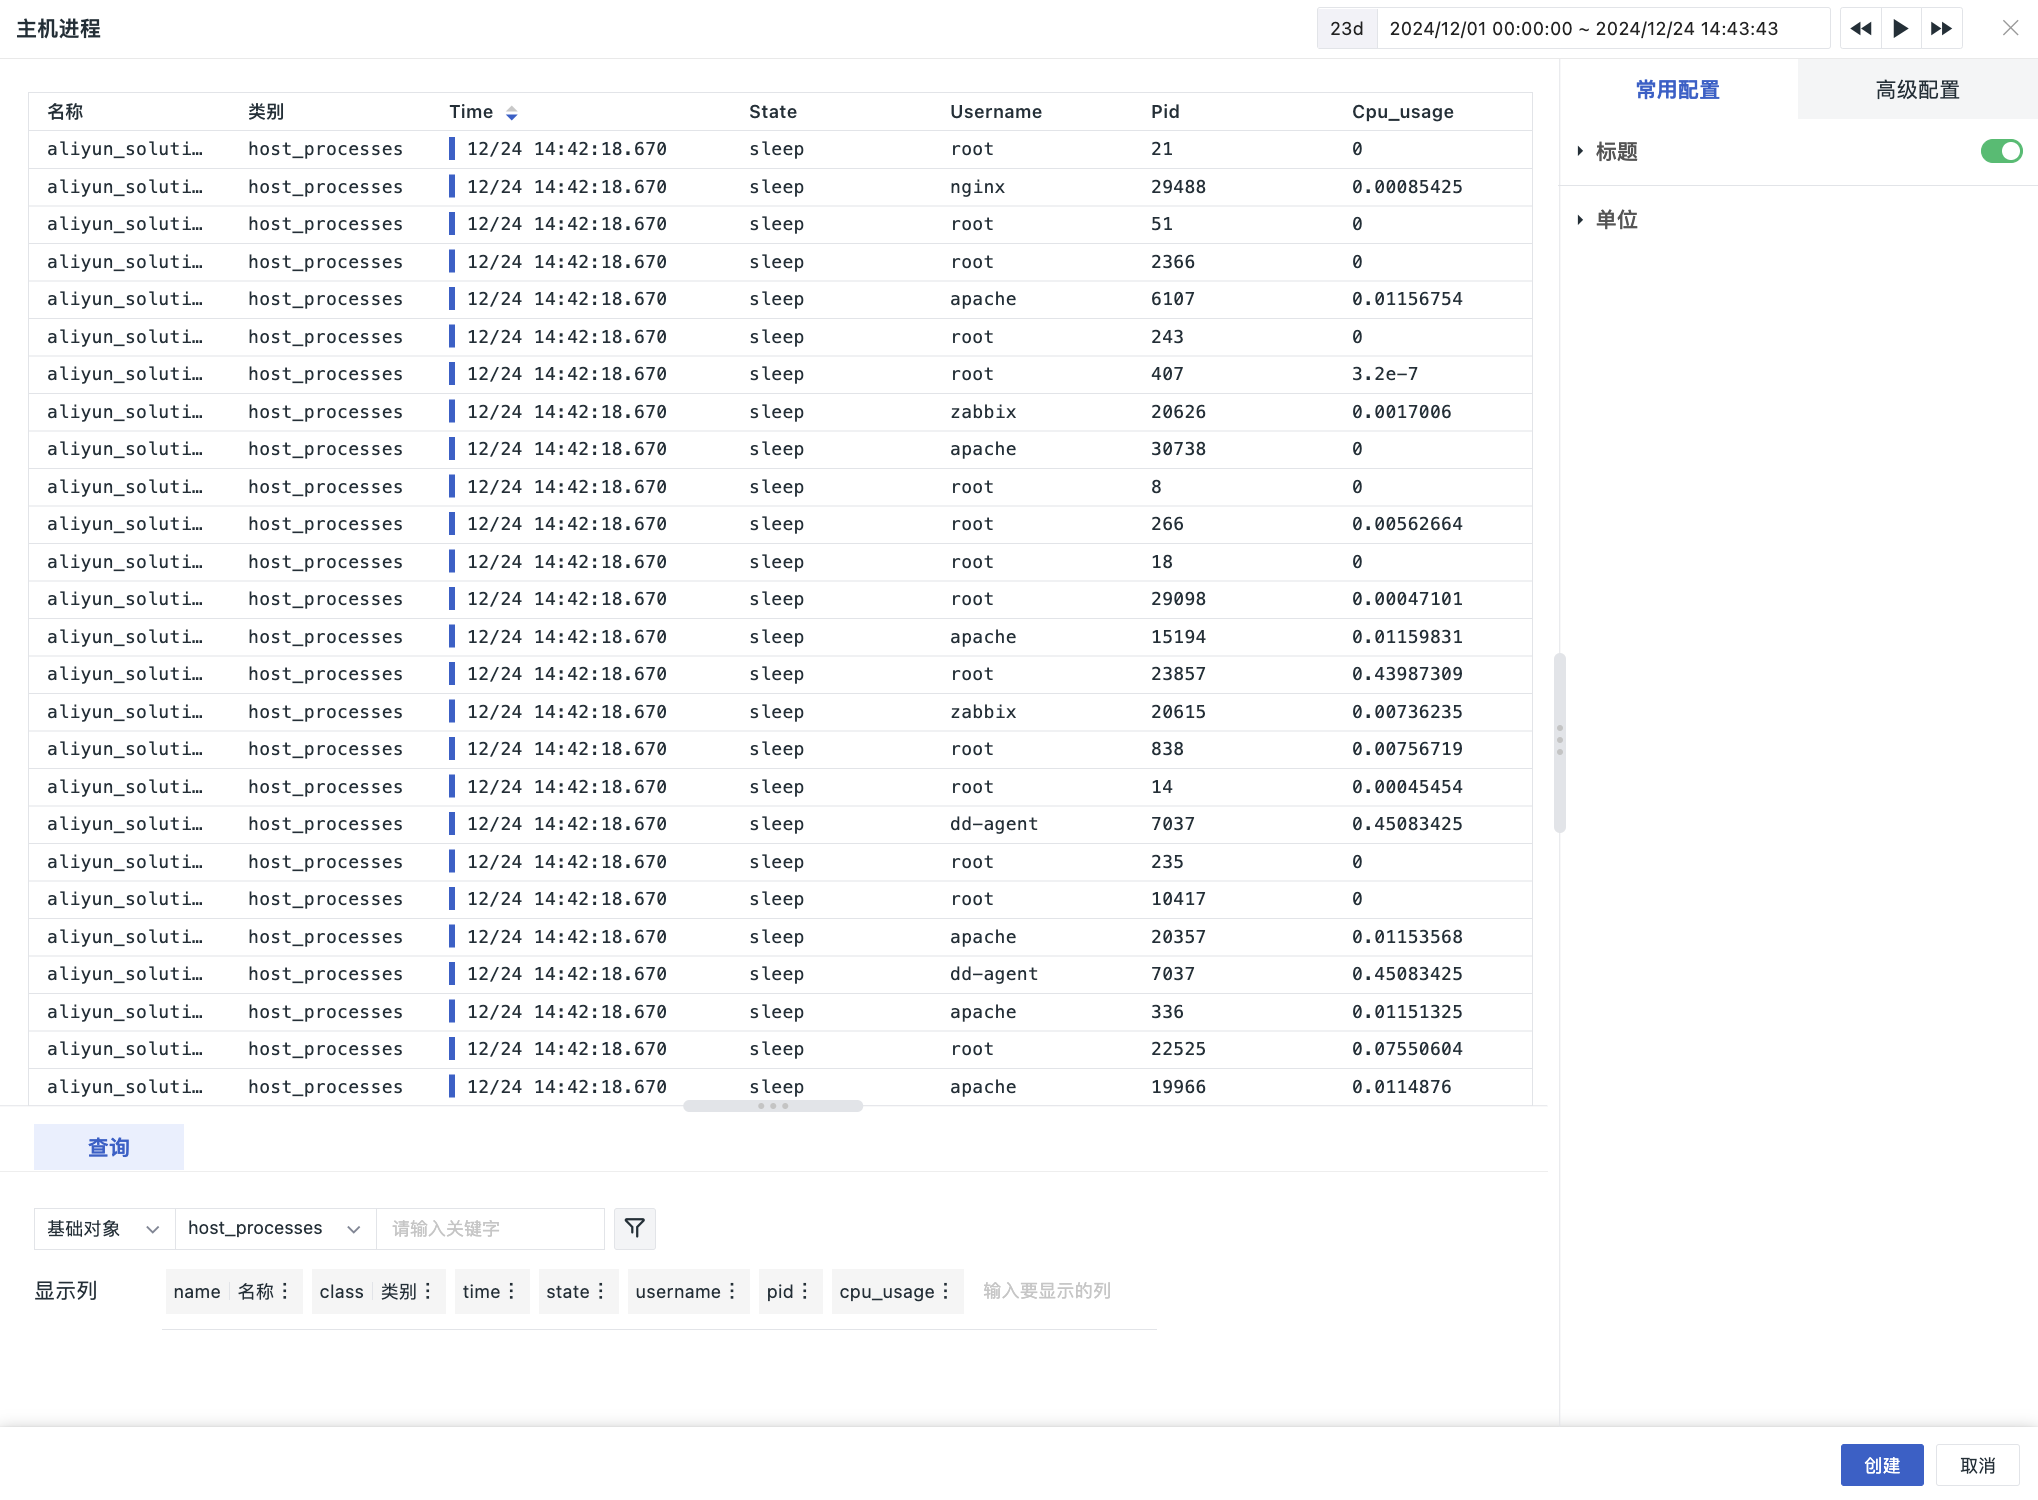 主机进程
23d 2024/12/01 00:00:00 ~ 2024/12/24 14:43:43
常用配置 高级配置
标题
单位
名称 类别 Time State Username Pid Cpu_usage
aliyun_soluti… host_processes 12/24 14:42:18.670 sleep root 21 0
aliyun_soluti… host_processes 12/24 14:42:18.670 sleep nginx 29488 0.00085425
aliyun_soluti… host_processes 12/24 14:42:18.670 sleep root 51 0
aliyun_soluti… host_processes 12/24 14:42:18.670 sleep root 2366 0
aliyun_soluti… host_processes 12/24 14:42:18.670 sleep apache 6107 0.01156754
aliyun_soluti… host_processes 12/24 14:42:18.670 sleep root 243 0
aliyun_soluti… host_processes 12/24 14:42:18.670 sleep root 407 3.2e-7
aliyun_soluti… host_processes 12/24 14:42:18.670 sleep zabbix 20626 0.0017006
aliyun_soluti… host_processes 12/24 14:42:18.670 sleep apache 30738 0
aliyun_soluti… host_processes 12/24 14:42:18.670 sleep root 8 0
aliyun_soluti… host_processes 12/24 14:42:18.670 sleep root 266 0.00562664
aliyun_soluti… host_processes 12/24 14:42:18.670 sleep root 18 0
aliyun_soluti… host_processes 12/24 14:42:18.670 sleep root 29098 0.00047101
aliyun_soluti… host_processes 12/24 14:42:18.670 sleep apache 15194 0.01159831
aliyun_soluti… host_processes 12/24 14:42:18.670 sleep root 23857 0.43987309
aliyun_soluti… host_processes 12/24 14:42:18.670 sleep zabbix 20615 0.00736235
aliyun_soluti… host_processes 12/24 14:42:18.670 sleep root 838 0.00756719
aliyun_soluti… host_processes 12/24 14:42:18.670 sleep root 14 0.00045454
aliyun_soluti… host_processes 12/24 14:42:18.670 sleep dd-agent 7037 0.45083425
aliyun_soluti… host_processes 12/24 14:42:18.670 sleep root 235 0
aliyun_soluti… host_processes 12/24 14:42:18.670 sleep root 10417 0
aliyun_soluti… host_processes 12/24 14:42:18.670 sleep apache 20357 0.01153568
aliyun_soluti… host_processes 12/24 14:42:18.670 sleep dd-agent 7037 0.45083425
aliyun_soluti… host_processes 12/24 14:42:18.670 sleep apache 336 0.01151325
aliyun_soluti… host_processes 12/24 14:42:18.670 sleep root 22525 0.07550604
aliyun_soluti… host_processes 12/24 14:42:18.670 sleep apache 19966 0.0114876
查询
基础对象 host_processes 请输入关键字
显示列 name 名称 class 类别 time state username pid cpu_usage 输入要显示的列
创建 取消